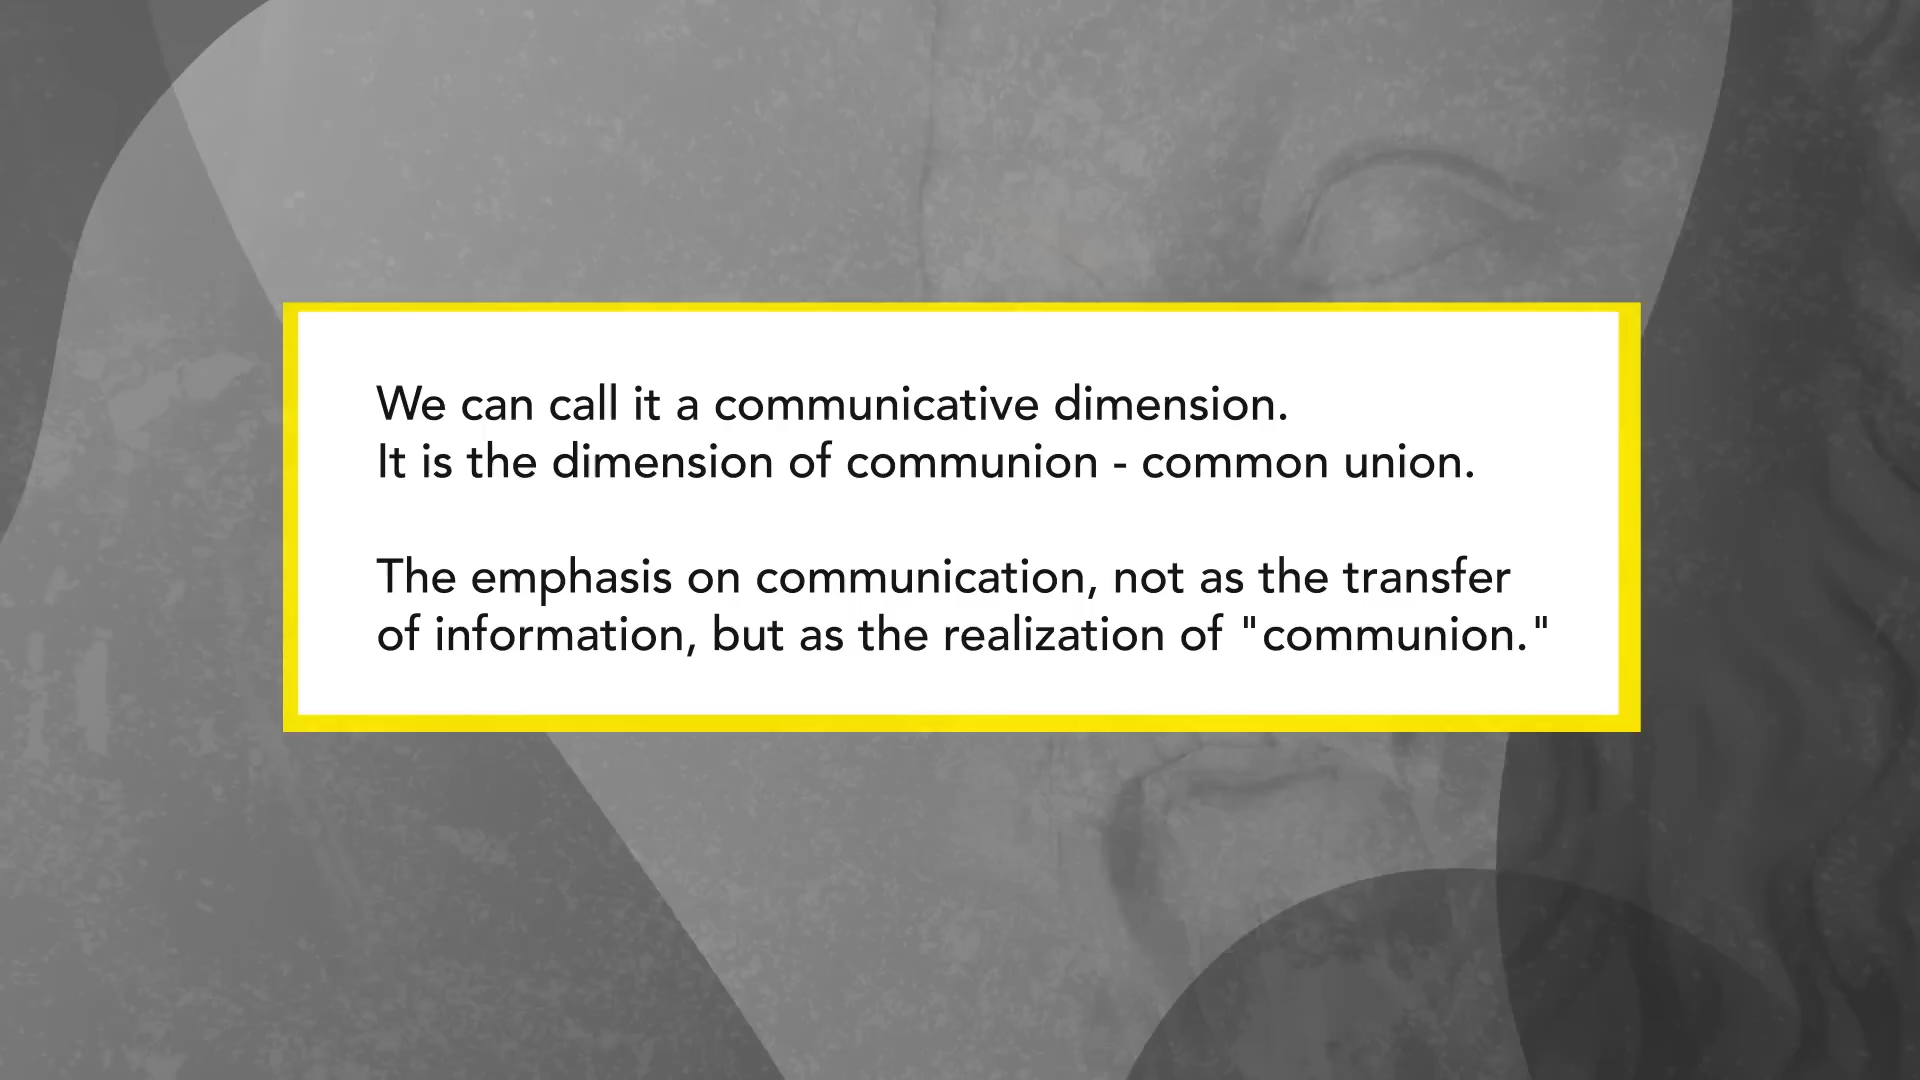 We can call it a communicative dimension.
It is the dimension of communion - common union.
The emphasis on communication, not as the transfer
of information, but as the realization of "communion."